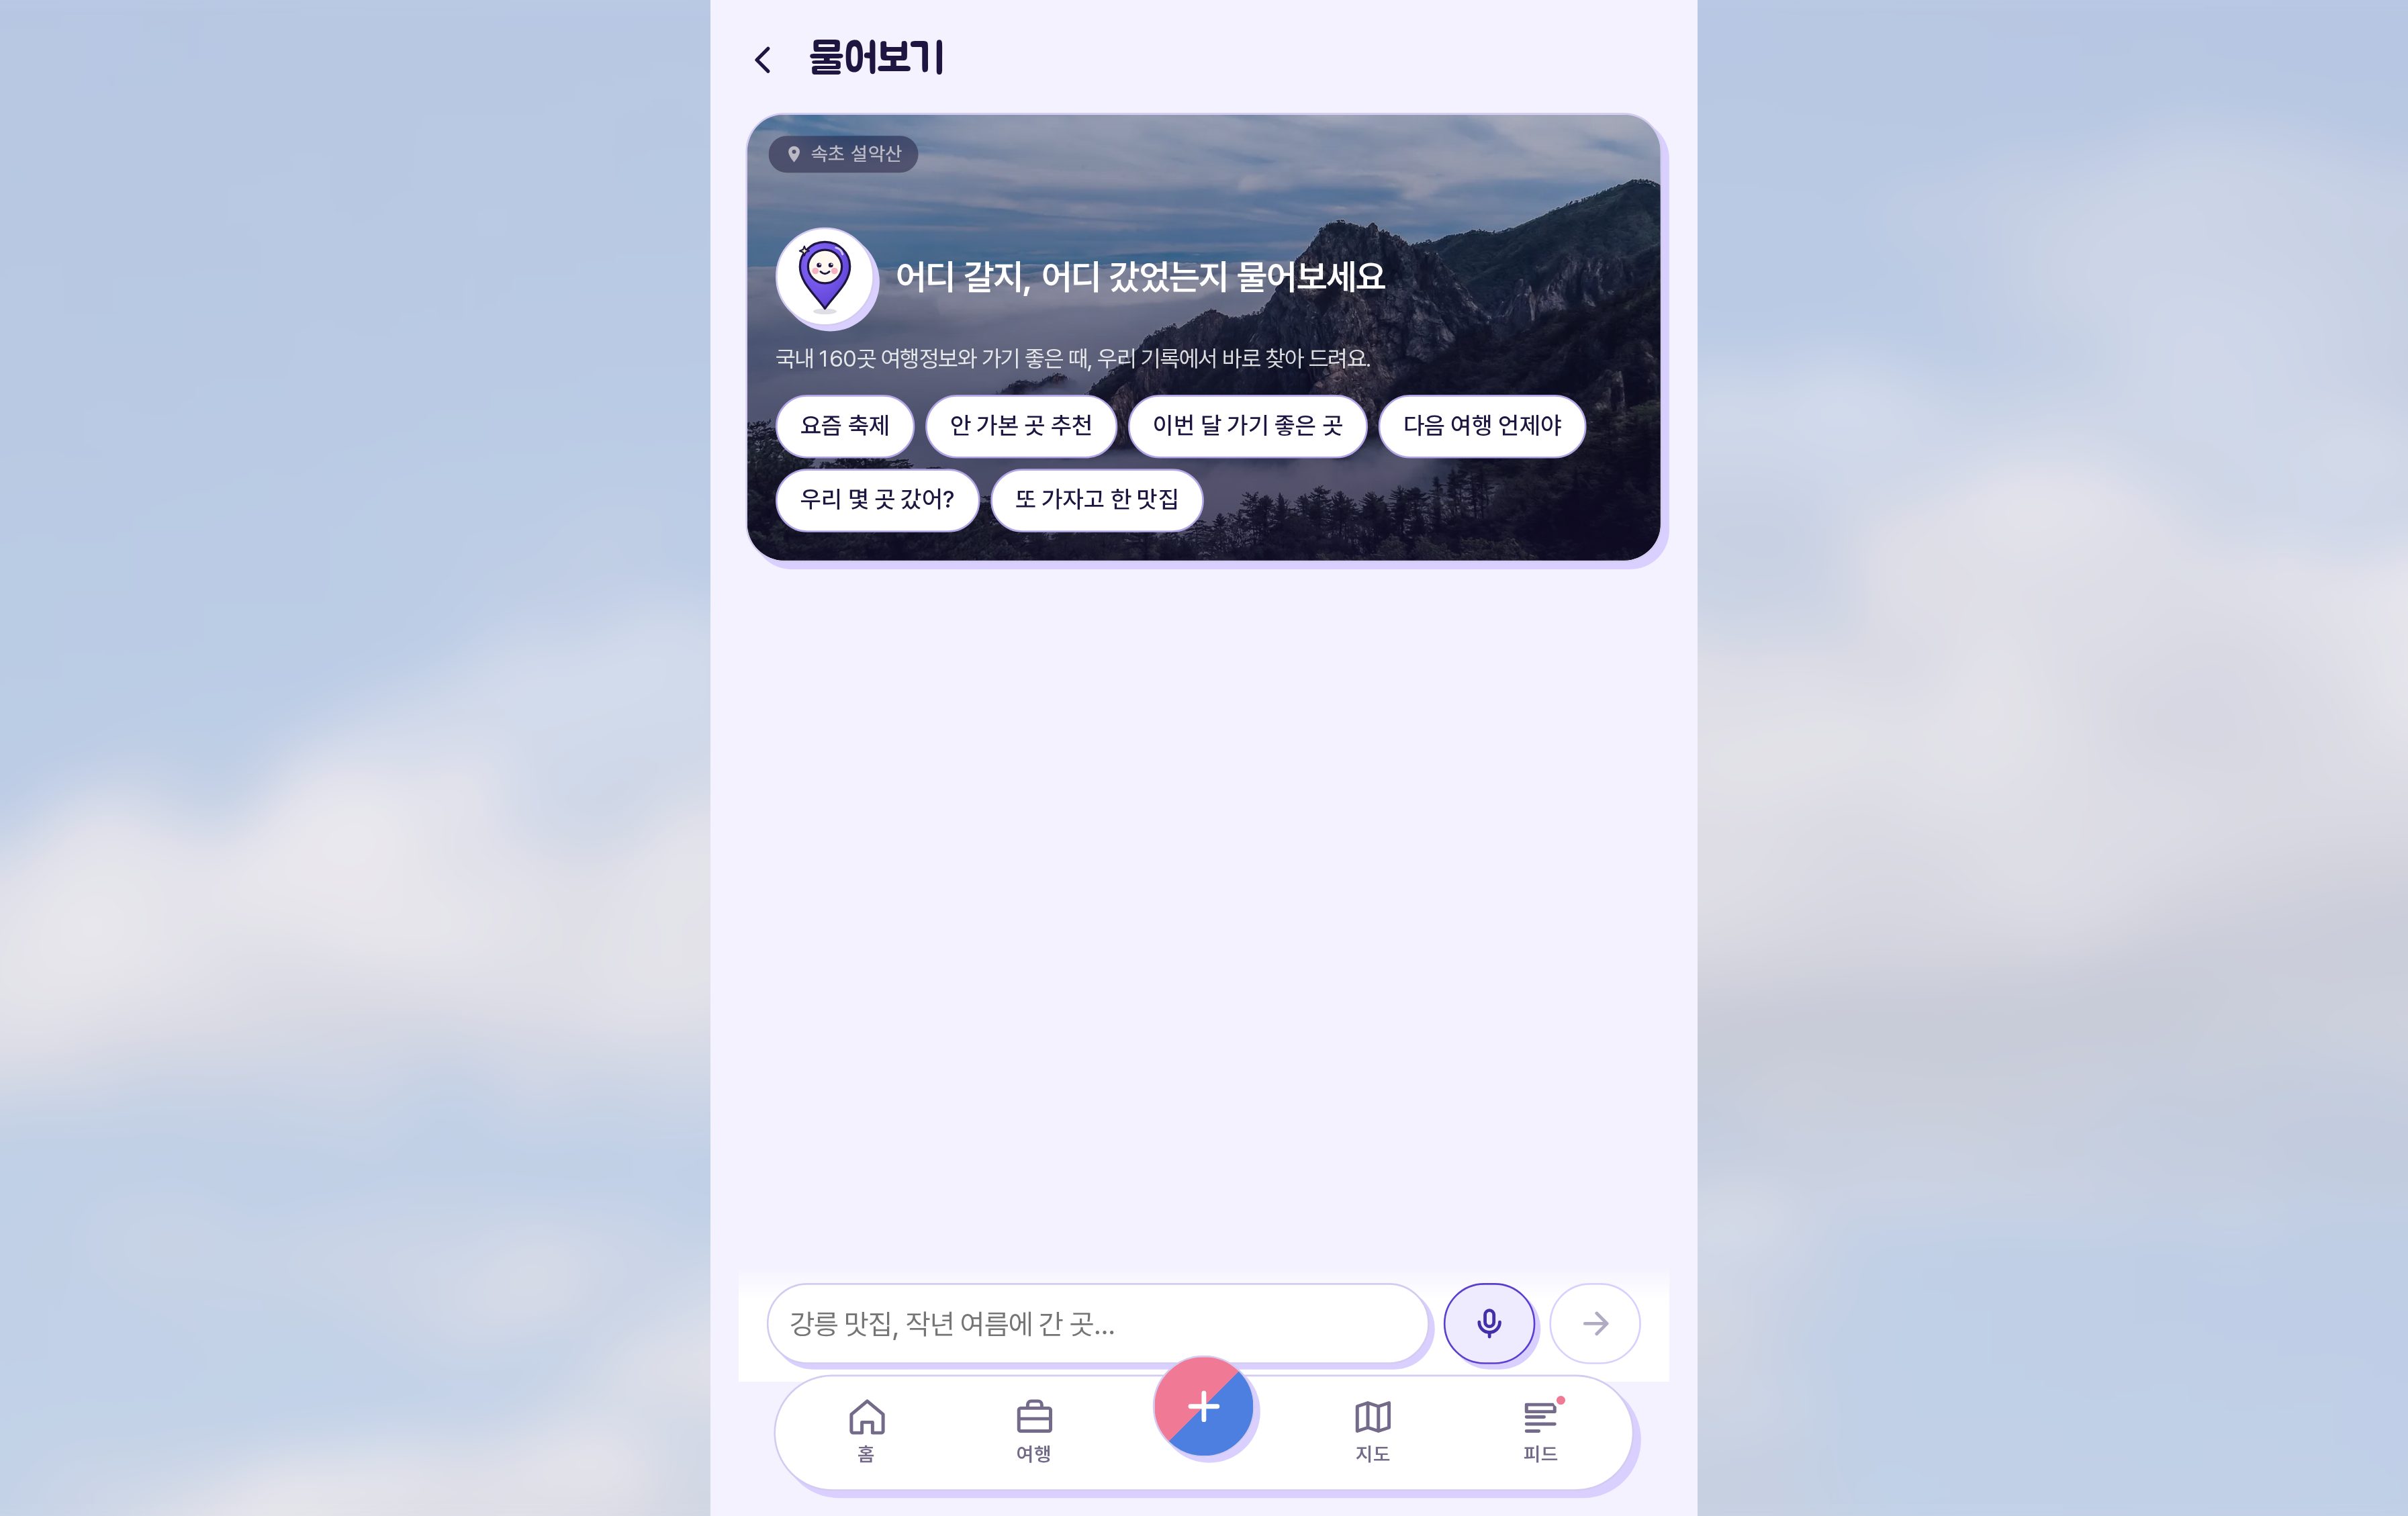 물어보기
속초 설악산
어디 갈지, 어디 갔었는지 물어보세요
국내 160곳 여행정보와 가기 좋은 때, 우리 기록에서 바로 찾아 드려요.
요즘 축제
안 가본 곳 추천
이번 달 가기 좋은 곳
다음 여행 언제야
우리 몇 곳 갔어?
또 가자고 한 맛집
강릉 맛집, 작년 여름에 간 곳...
홈
여행
지도
피드